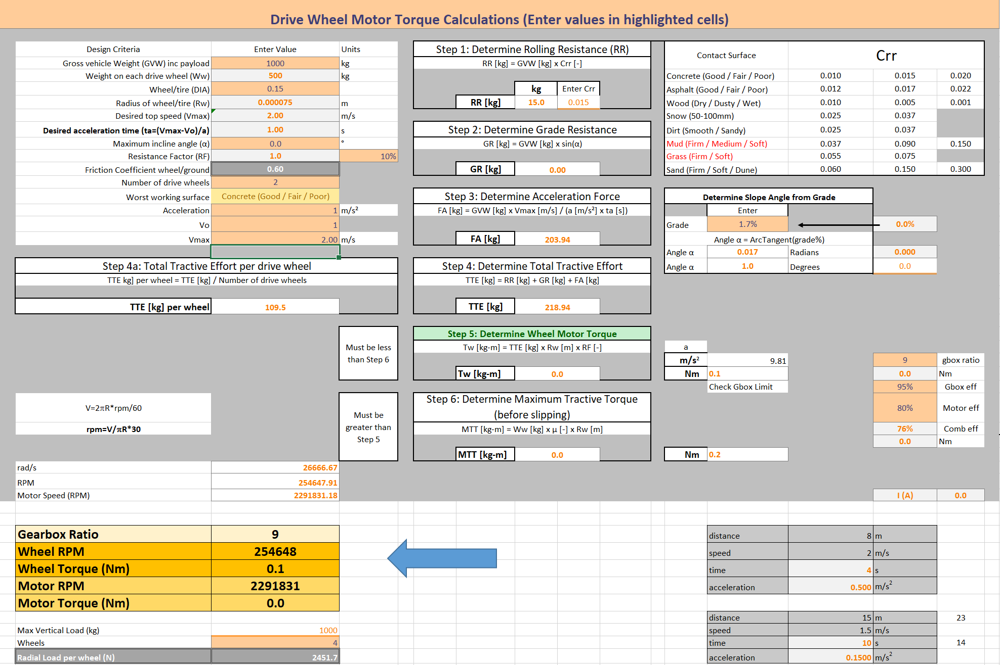 Drive Wheel Motor Torque Calculations (Enter values in highlighted cells)
Design Criteria Enter Value Units
Gross vehicle Weight (GVW) inc payload 1000 kg
Weight on each drive wheel (Ww) 500 kg
Wheel/tire (DIA) 0.15
Radius of wheel/tire (Rw) 0.000075 m
Desired top speed (Vmax) 2.00 m/s
Desired acceleration time (ta=(Vmax-Vo)/a) 1.00 s
Maximum incline angle (α) 0.0 °
Resistance Factor (RF) 1.0 10%
Friction Coefficient wheel/ground 0.60
Number of drive wheels 2
Worst working surface Concrete (Good / Fair / Poor)
Acceleration 1 m/s²
Vo 1
Vmax 2.00 m/s
Step 4a: Total Tractive Effort per drive wheel
TTE kg] per wheel = TTE [kg] / Number of drive wheels
TTE [kg] per wheel 109.5
Step 1: Determine Rolling Resistance (RR)
RR [kg] = GVW [kg] x Crr [-]
kg Enter Crr
RR [kg] 15.0 0.015
Step 2: Determine Grade Resistance
GR [kg] = GVW [kg] x sin(α)
GR [kg] 0.00
Step 3: Determine Acceleration Force
FA [kg] = GVW [kg] x Vmax [m/s] / (a [m/s²] x ta [s])
FA [kg] 203.94
Step 4: Determine Total Tractive Effort
TTE [kg] = RR [kg] + GR [kg] + FA [kg]
TTE [kg] 218.94
Must be less
than Step 6
Step 5: Determine Wheel Motor Torque
Tw [kg-m] = TTE [kg] x Rw [m] x RF [-]
Tw [kg-m] 0.0
Must be
greater than
Step 5
Step 6: Determine Maximum Tractive Torque
(before slipping)
MTT [kg-m] = Ww [kg] x µ [-] x Rw [m]
MTT [kg-m] 0.0
Contact Surface Crr
Concrete (Good / Fair / Poor) 0.010 0.015 0.020
Asphalt (Good / Fair / Poor) 0.012 0.017 0.022
Wood (Dry / Dusty / Wet) 0.010 0.005 0.001
Snow (50-100mm) 0.025 0.037
Dirt (Smooth / Sandy) 0.025 0.037
Mud (Firm / Medium / Soft) 0.037 0.090 0.150
Grass (Firm / Soft) 0.055 0.075
Sand (Firm / Soft / Dune) 0.060 0.150 0.300
Determine Slope Angle from Grade
Enter
Grade 1.7% 0.0%
Angle α = ArcTangent(grade%)
Angle α 0.017 Radians 0.000
Angle α 1.0 Degrees 0.0
a
m/s² 9.81
Nm 0.1
Check Gbox Limit
Nm 0.2
9 gbox ratio
0.0 Nm
95% Gbox eff
80% Motor eff
76% Comb eff
0.0 Nm
I (A) 0.0
V=2πR*rpm/60
rpm=V/πR*30
rad/s 26666.67
RPM 254647.91
Motor Speed (RPM) 2291831.18
Gearbox Ratio 9
Wheel RPM 254648
Wheel Torque (Nm) 0.1
Motor RPM 2291831
Motor Torque (Nm) 0.0
Max Vertical Load (kg) 1000
Wheels 4
Radial Load per wheel (N) 2451.7
distance 8 m
speed 2 m/s
time 4 s
acceleration 0.500 m/s²
distance 15 m 23
speed 1.5 m/s
time 10 s 14
acceleration 0.1500 m/s²